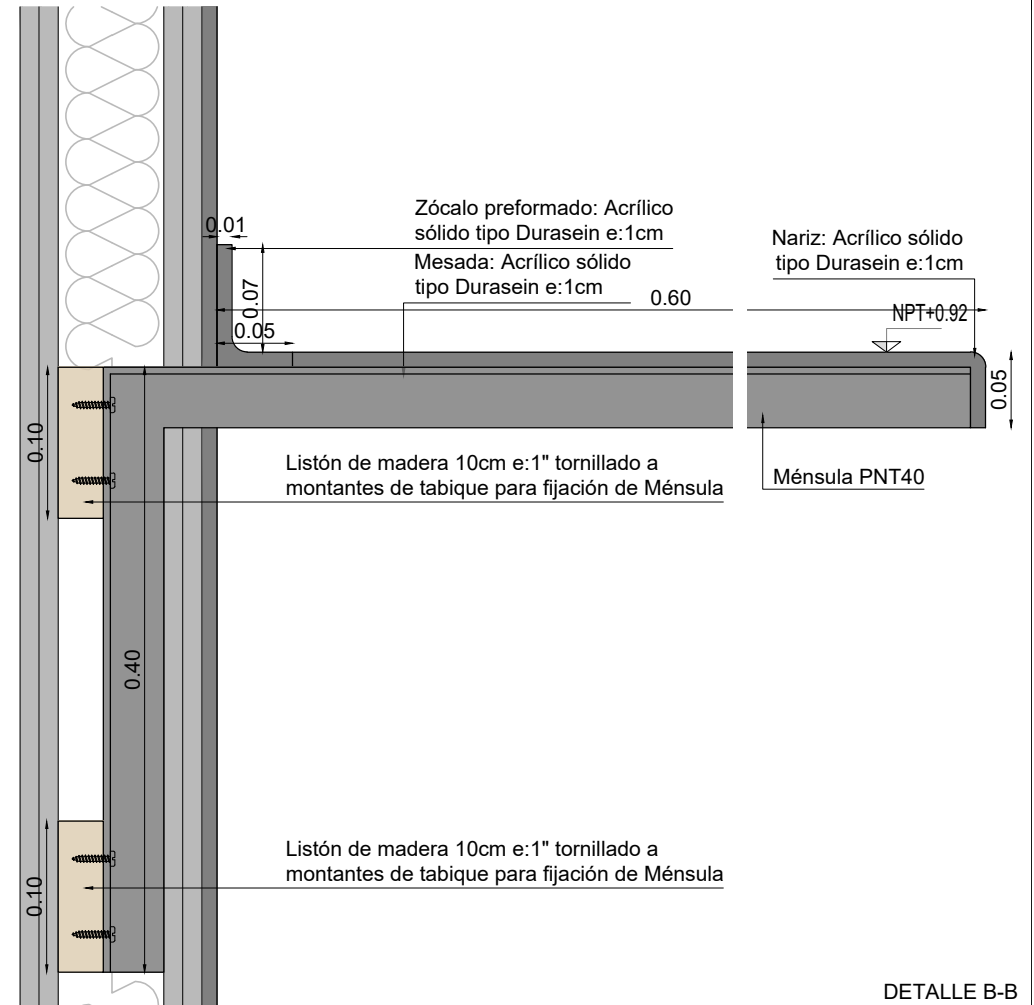 0.01
Zócalo preformado: Acrílico
sólido tipo Durasein e:1cm
Mesada: Acrílico sólido
tipo Durasein e:1cm
Nariz: Acrílico sólido
tipo Durasein e:1cm
0.07
0.60
NPT+0.92
0.05
0.05
0.10
Listón de madera 10cm e:1" tornillado a
montantes de tabique para fijación de Ménsula
Ménsula PNT40
0.40
Listón de madera 10cm e:1" tornillado a
montantes de tabique para fijación de Ménsula
0.10
DETALLE B-B